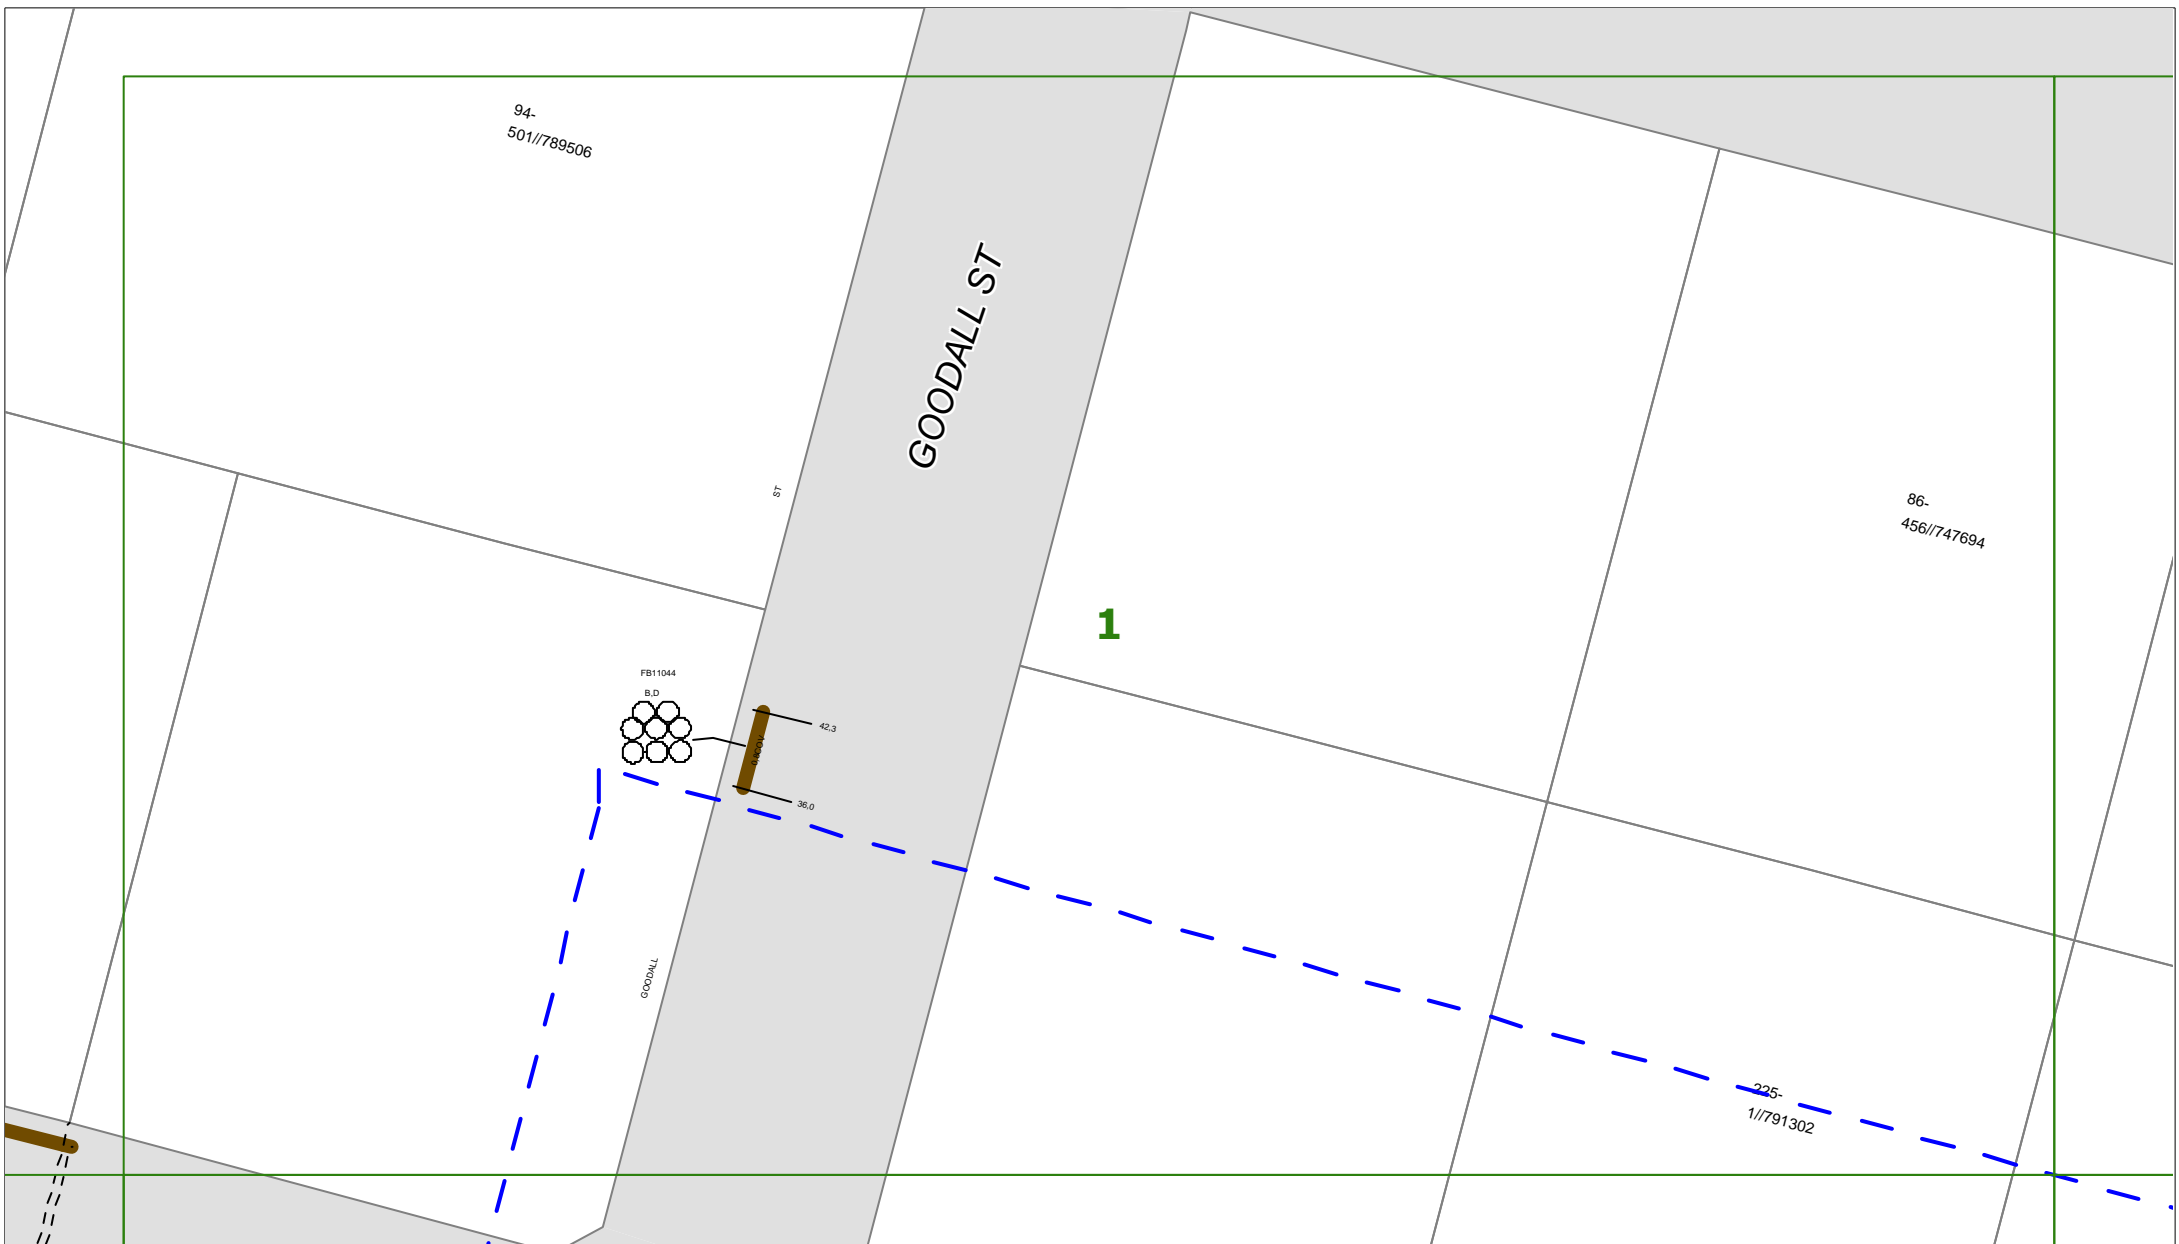 94-
501//789506
GOODALL ST
ST
86-
456//747694
1
FB11044
B,D
42,3
36,0
GOODALL
225-
1//791302